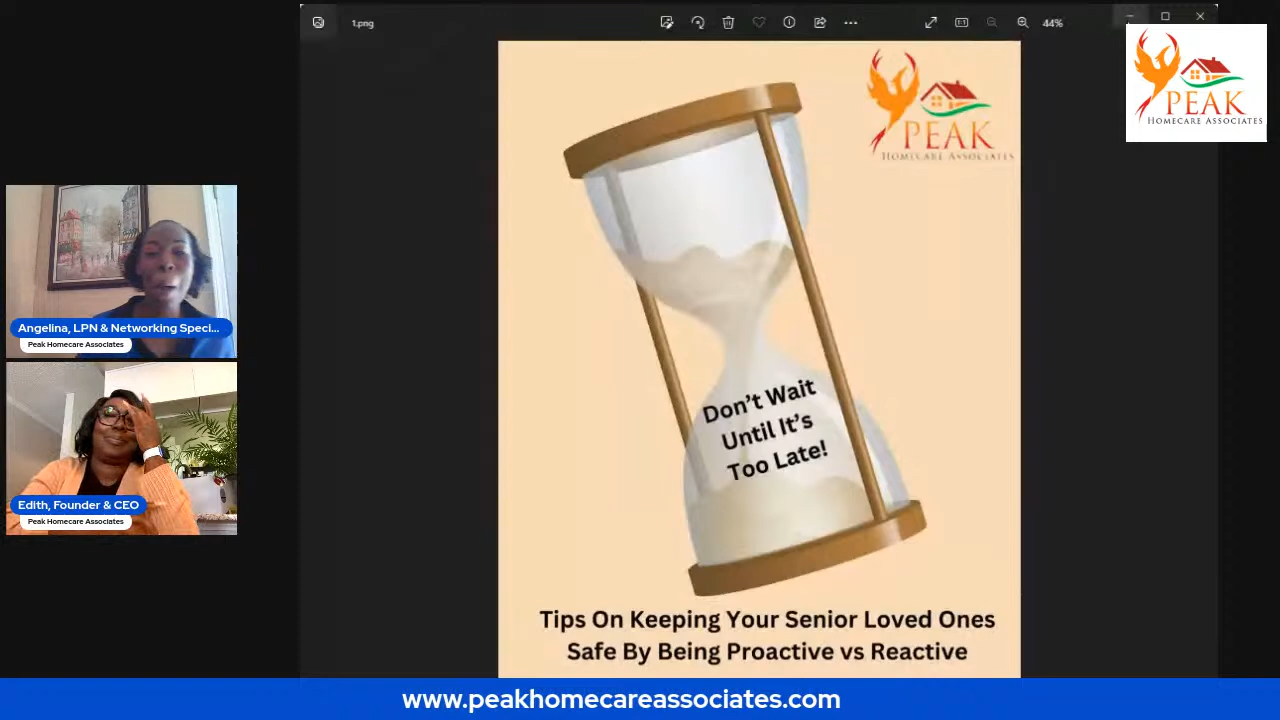 1.png
44%
PEAK
HOMECARE ASSOCIATES
PEAK
HOMECARE ASSOCIATES
Don't Wait
Until It's
Too Late!
Tips On Keeping Your Senior Loved Ones
Safe By Being Proactive vs Reactive
Angelina, LPN & Networking Speci...
Peak Homecare Associates
Edith, Founder & CEO
Peak Homecare Associates
www.peakhomecareassociates.com